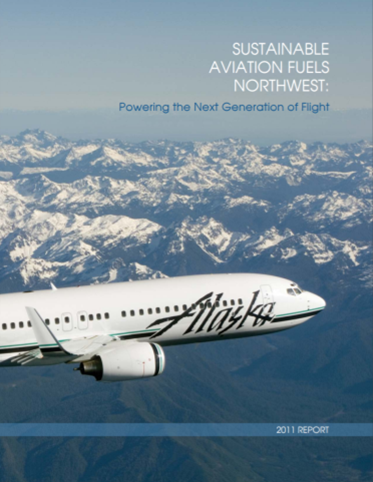 SUSTAINABLE
AVIATION FUELS
NORTHWEST:
Powering the Next Generation of Flight
Alaska
2011 REPORT